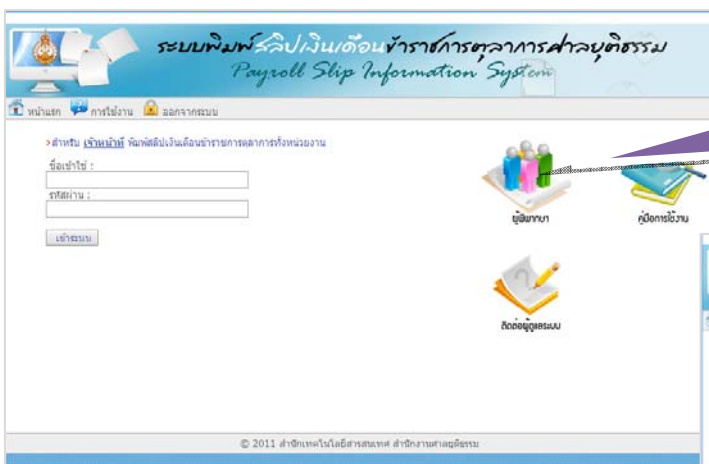 ระบบพิมพ์สลิปเงินเดือนข้าราชการตุลาการศาลยุติธรรม
Payroll Slip Information System
หน้าแรก การใช้งาน ออกจากระบบ
>สำหรับ เจ้าหน้าที่ พิมพ์สลิปเงินเดือนข้าราชการตุลาการทั้งหน่วยงาน
ชื่อเข้าใช้ :
รหัสผ่าน :
เข้าระบบ
ผู้พิพากษา
คู่มือการใช้งาน
ติดต่อผู้ดูแลระบบ
© 2011 สำนักเทคโนโลยีสารสนเทศ สำนักงานศาลยุติธรรม